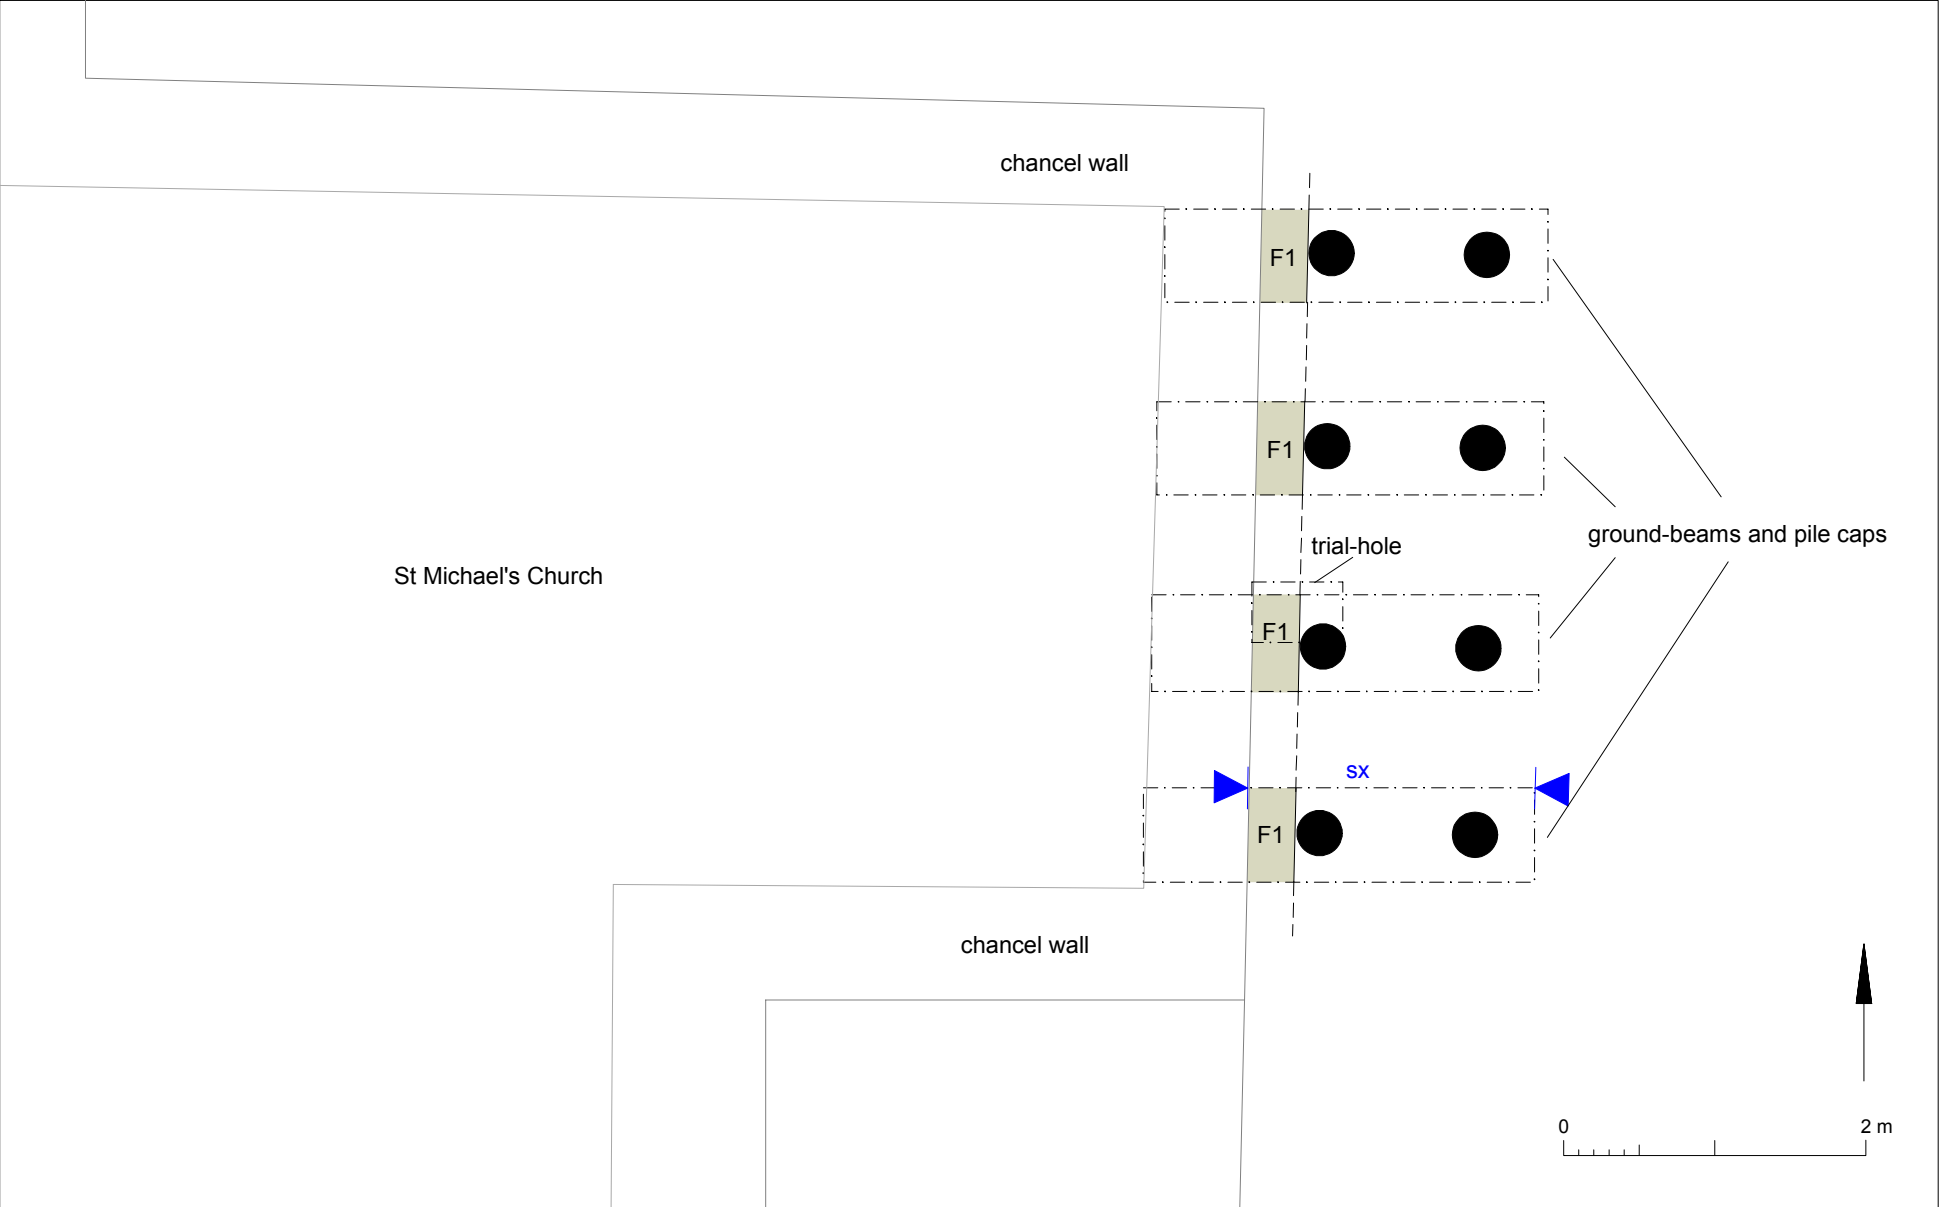 chancel wall
F1
F1
trial-hole
ground-beams and pile caps
St Michael's Church
F1
sx
F1
chancel wall
0 2 m